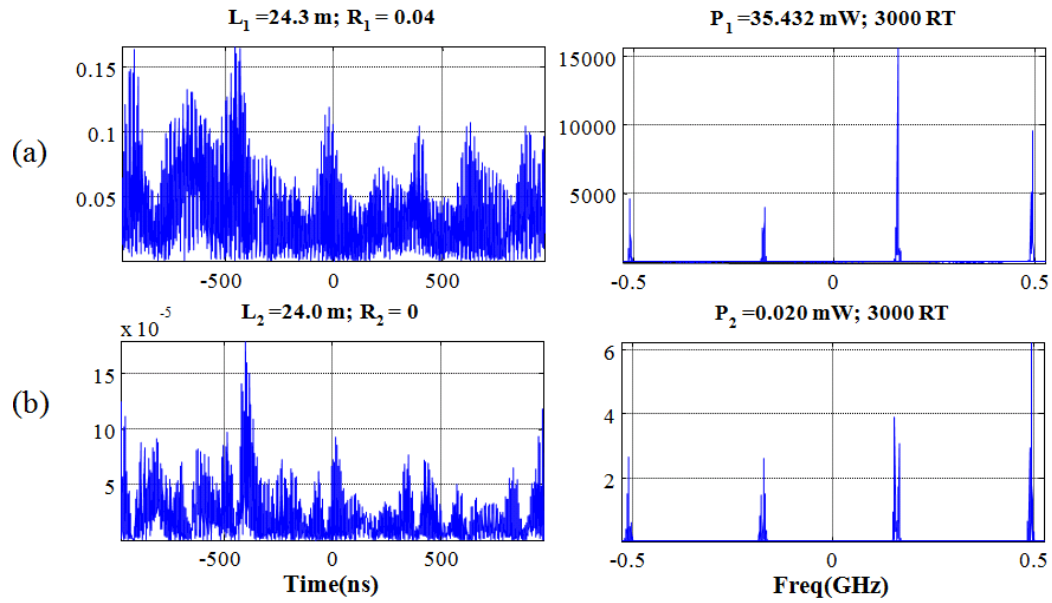 L1 =24.3 m; R1 = 0.04
P1 =35.432 mW; 3000 RT
(a)
0.15
0.1
0.05
-500 0 500
15000
10000
5000
-0.5 0 0.5
L2 =24.0 m; R2 = 0
P2 =0.020 mW; 3000 RT
(b)
x 10^-5
15
10
5
-500 0 500
Time(ns)
6
4
2
-0.5 0 0.5
Freq(GHz)